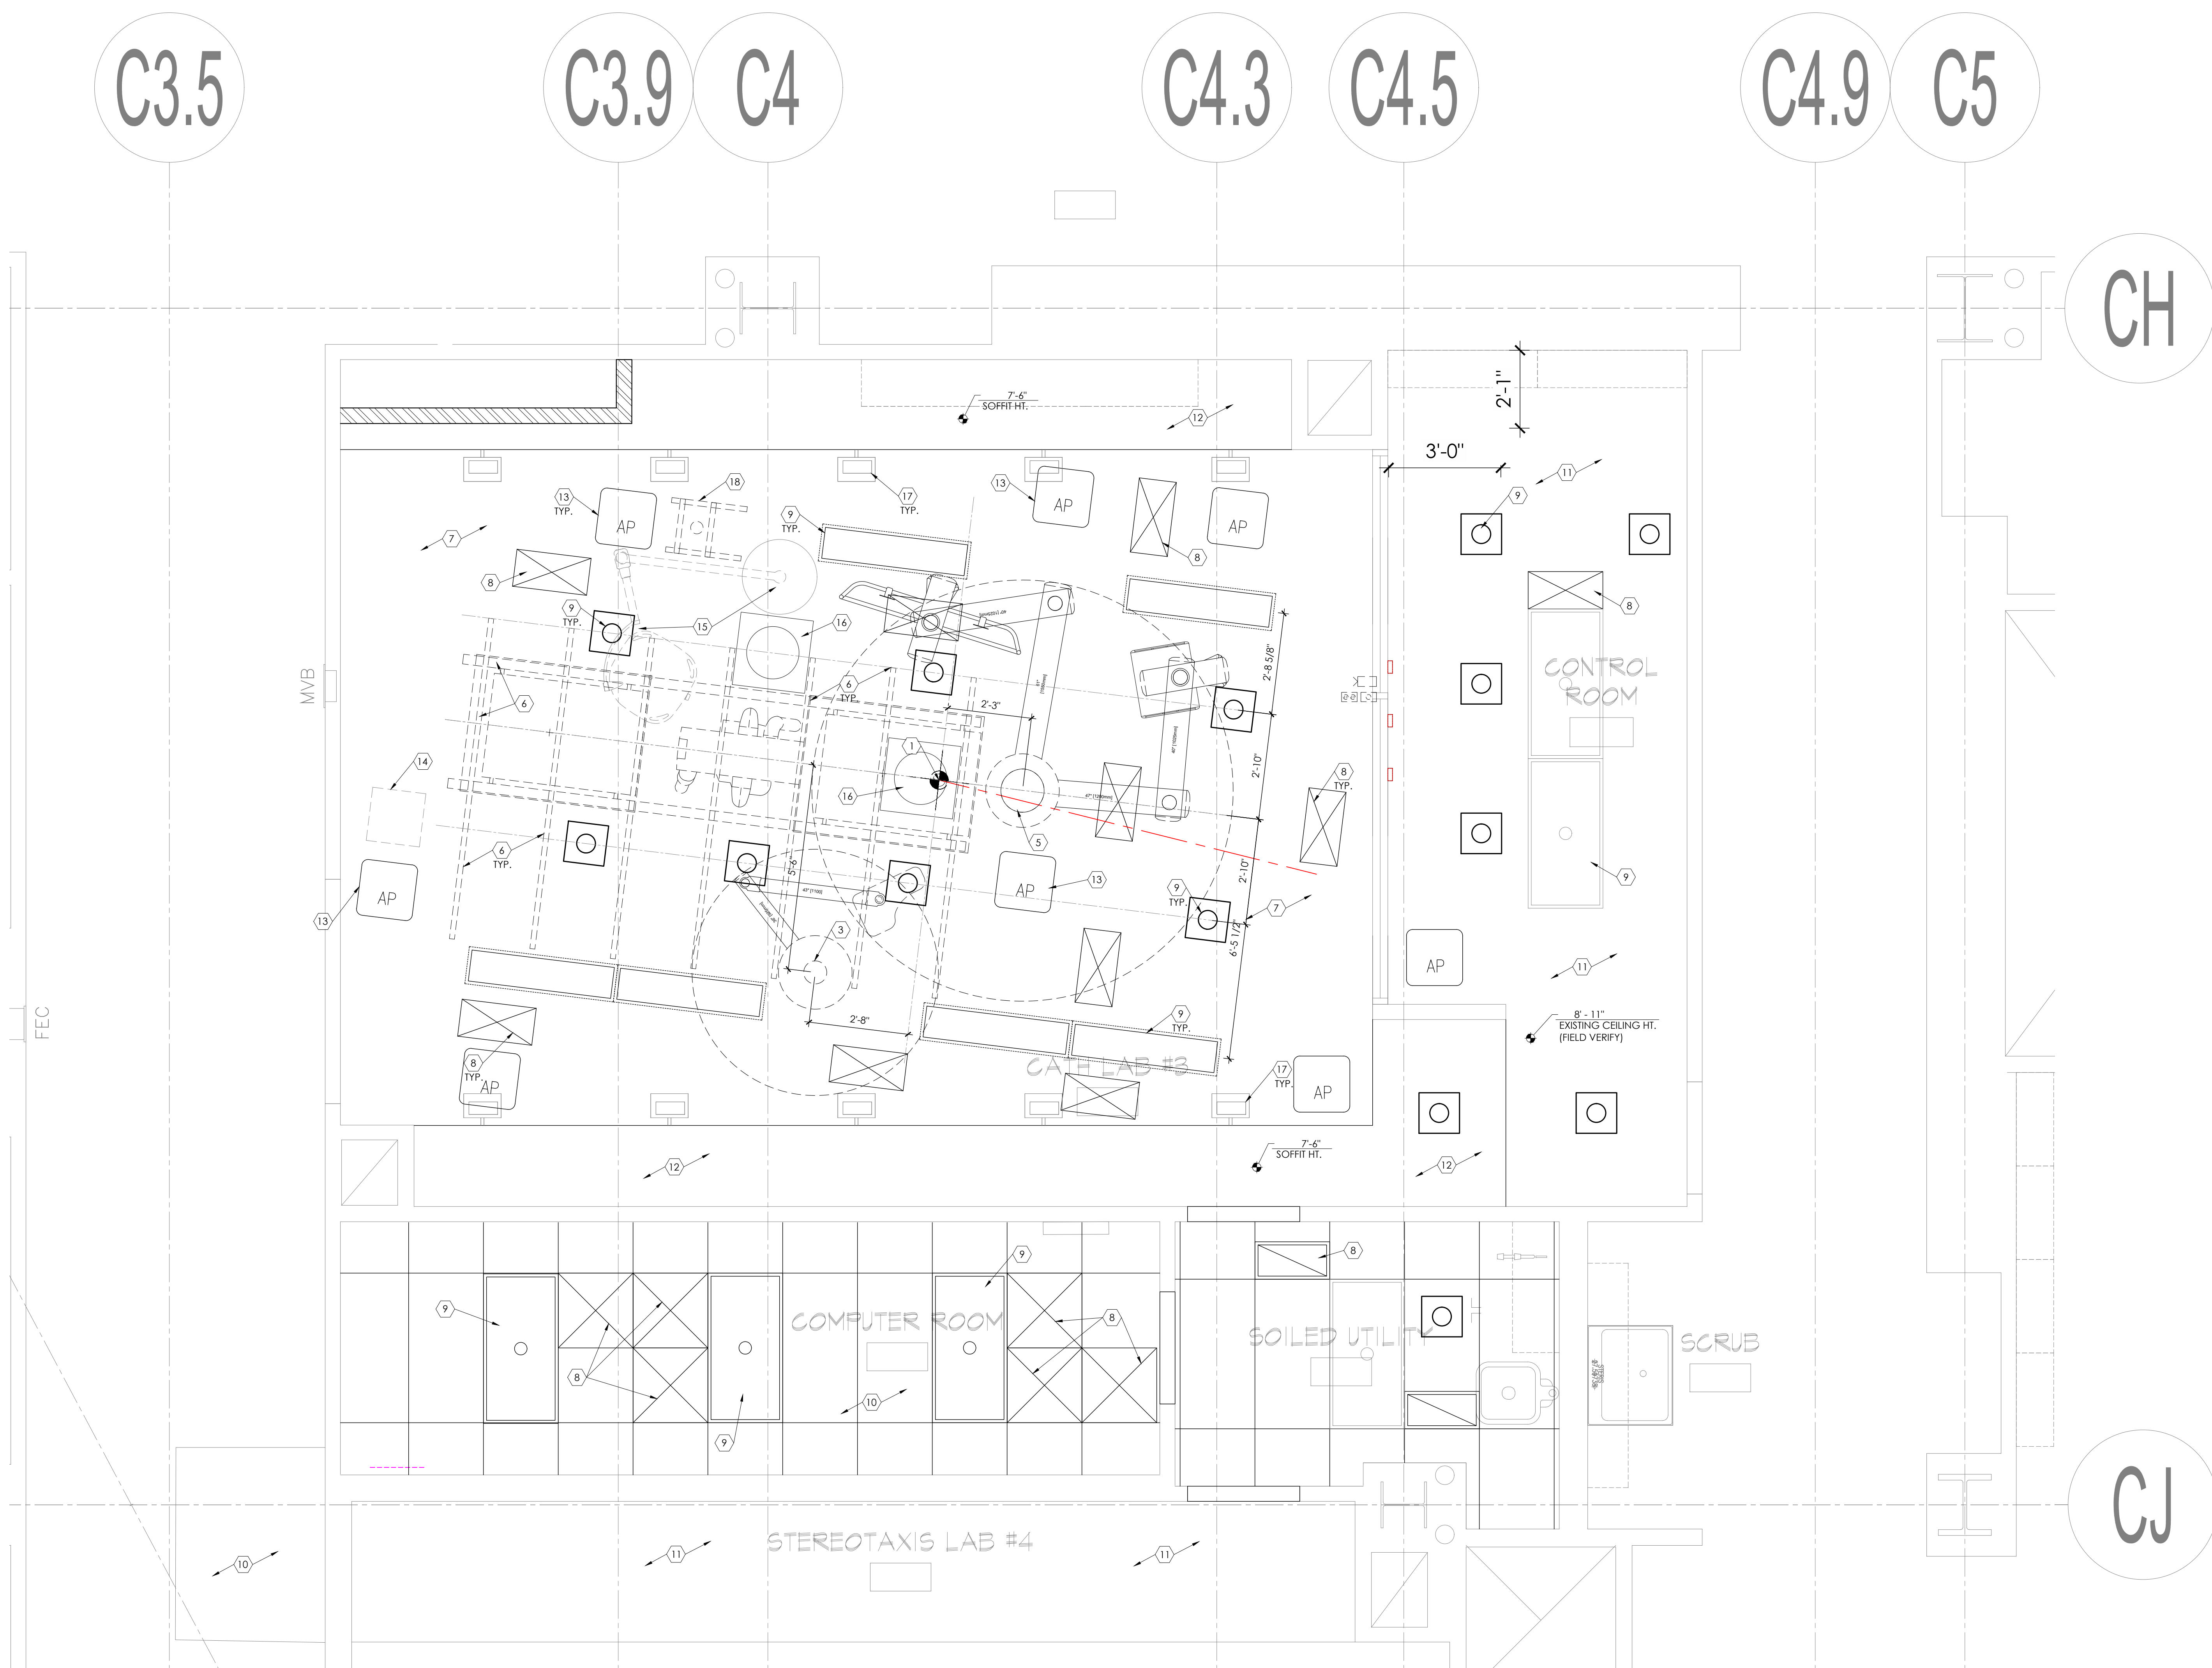 C3.5
C3.9
C4
C4.3
C4.5
C4.9
C5
CH
7'-6"
SOFFIT HT.
12
2'-1"
3'-0"
11
9
17
TYP.
18
13
TYP.
13
AP
AP
AP
9
TYP.
7
8
8
9
TYP.
15
16
8
CONTROL
ROOM
MVB
6
TYP.
6
2'-3"
2'-8 5/8"
40" [1020mm]
1
2'-10"
14
16
8
TYP.
5
6
TYP.
5'-6"
43" [1100]
AP
13
2'-10"
9
TYP.
7
9
AP
13
3
6'-5 1/2"
AP
11
2'-8"
9
TYP.
8' - 11"
EXISTING CEILING HT.
(FIELD VERIFY)
FEC
8
TYP.
AP
CATH LAB #3
17
TYP.
AP
12
7'-6"
SOFFIT HT.
12
9
8
9
COMPUTER ROOM
8
SOILED UTILITY
SCRUB
8
10
9
CJ
STEREOTAXIS LAB #4
10
11
11